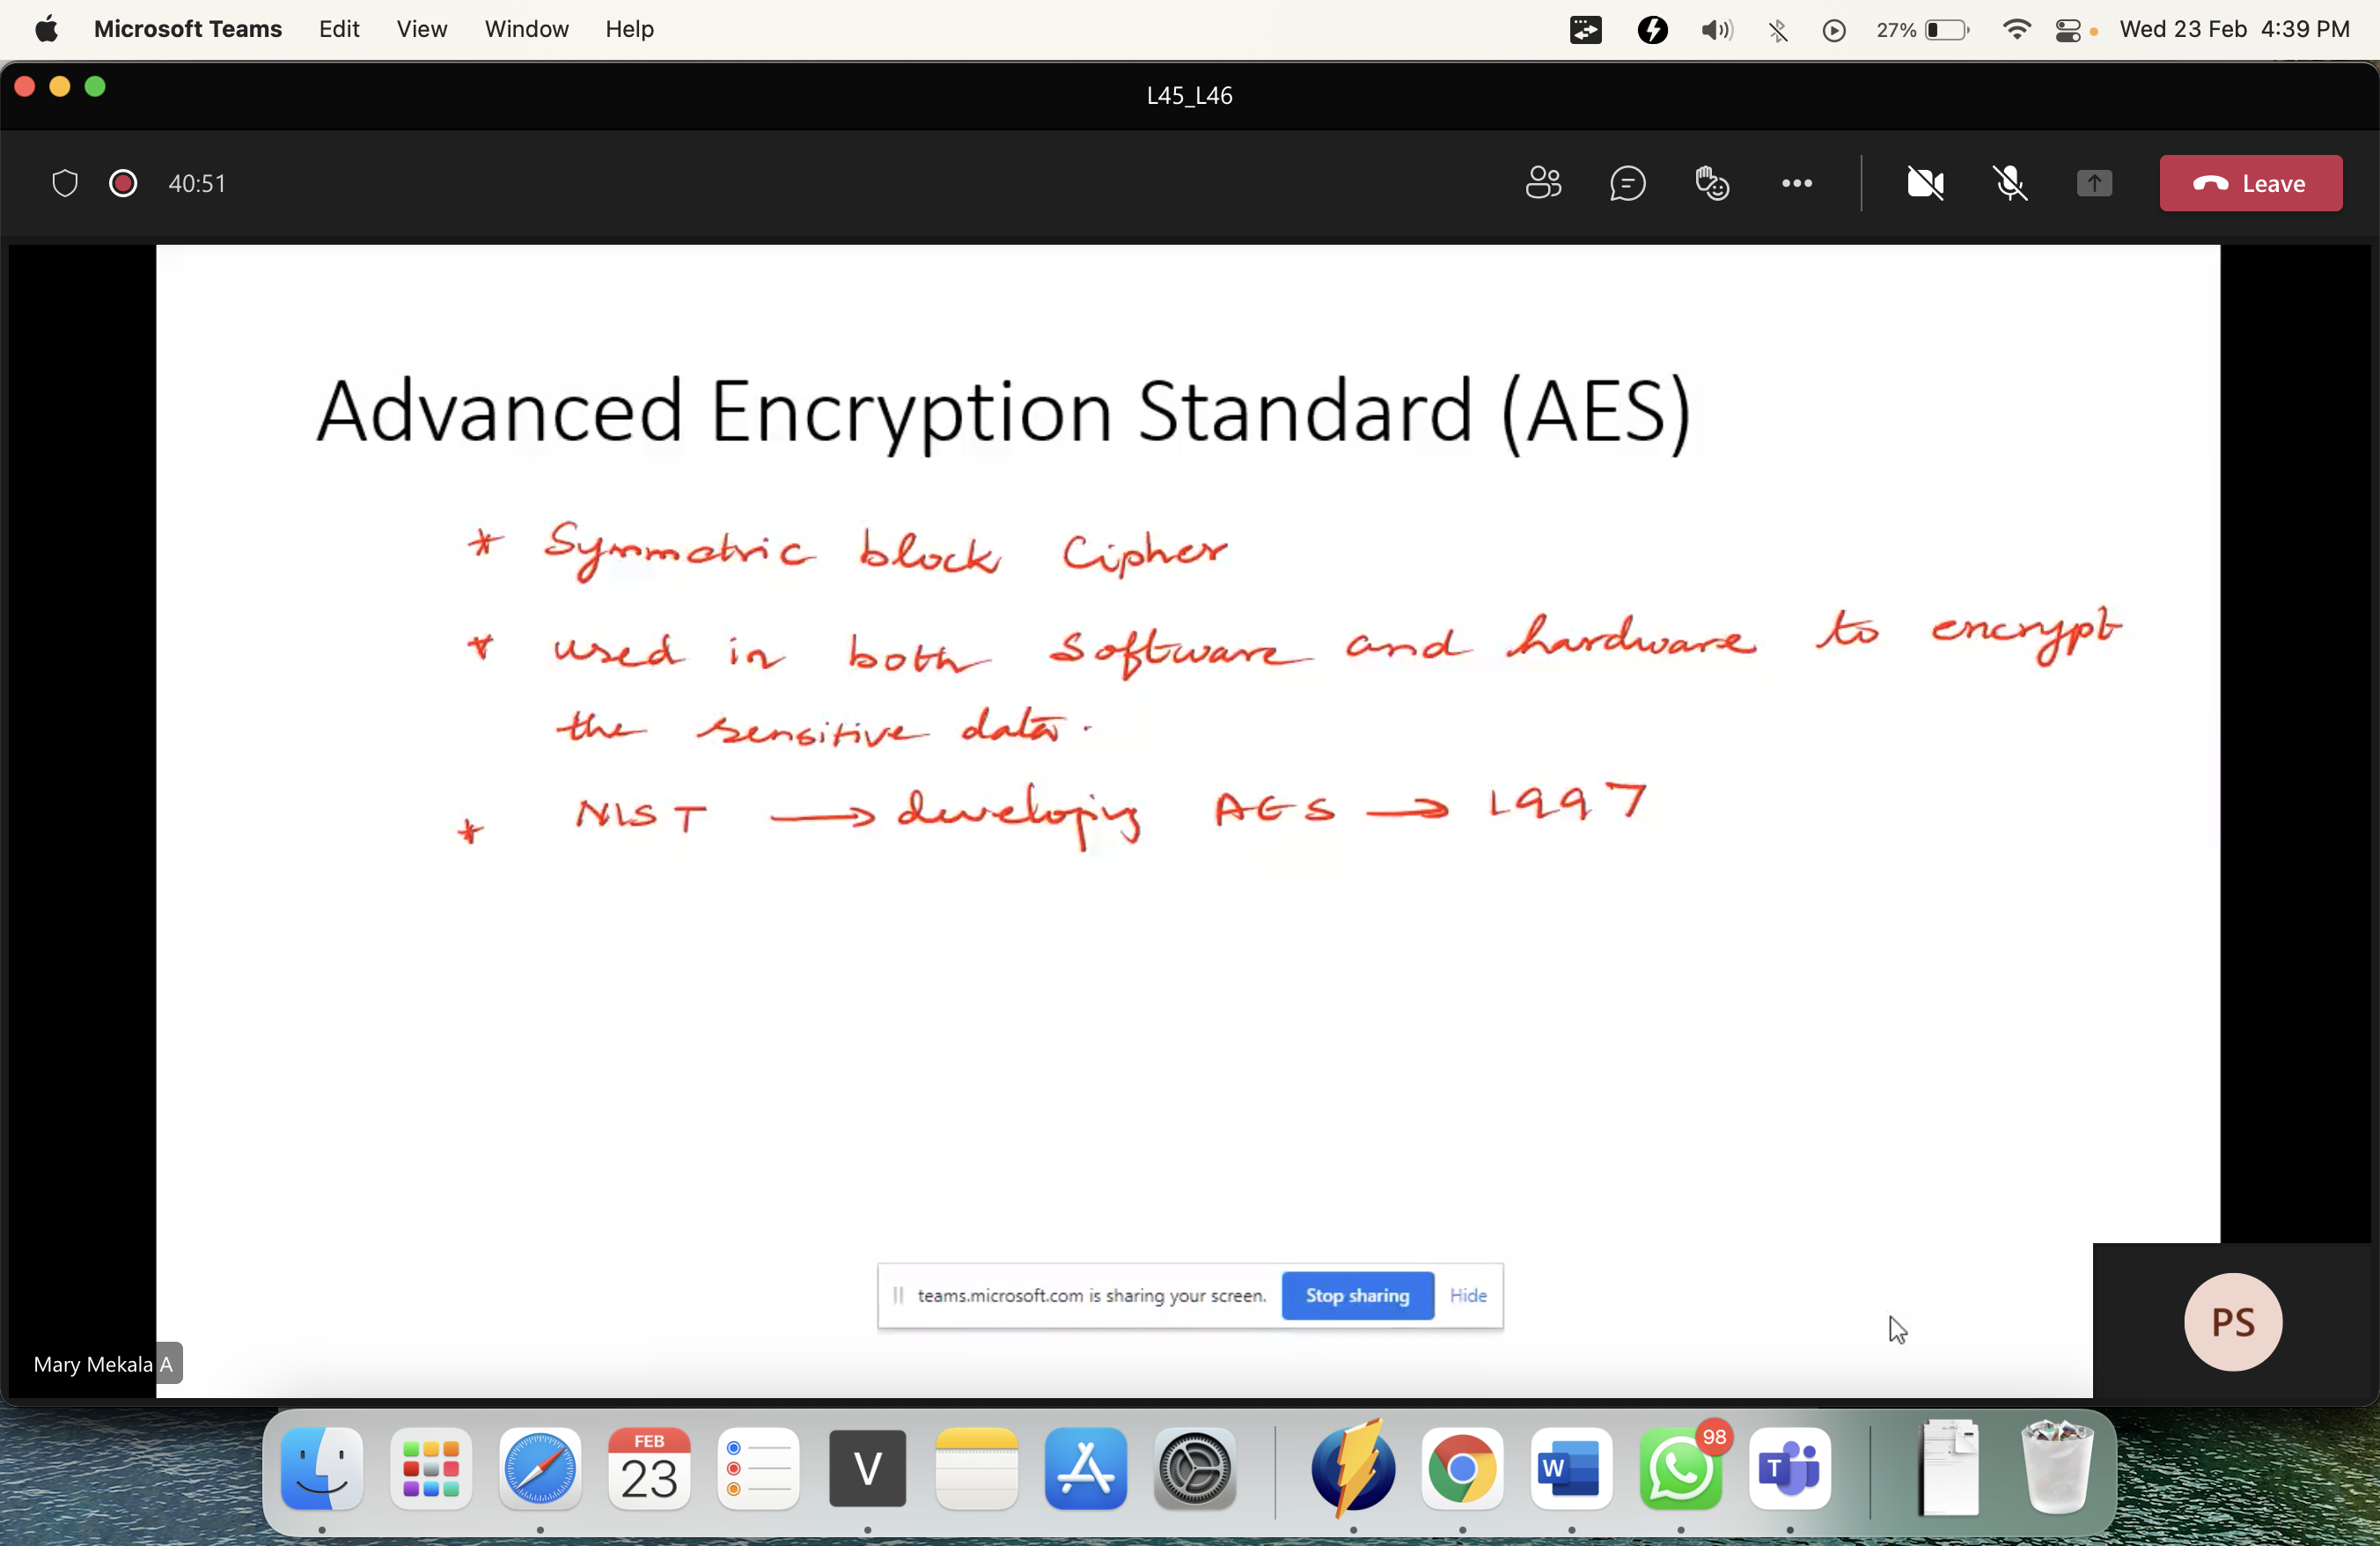 Microsoft Teams Edit View Window Help 27% Wed 23 Feb 4:39 PM
L45_L46
40:51 Leave
Advanced Encryption Standard (AES)
* Symmetric block Cipher
* used in both Software and hardware to encrypt
the sensitive data.
* NIST → developing AES → 1997
teams.microsoft.com is sharing your screen. Stop sharing Hide
PS
Mary Mekala A
FEB
23
V
W
98
T